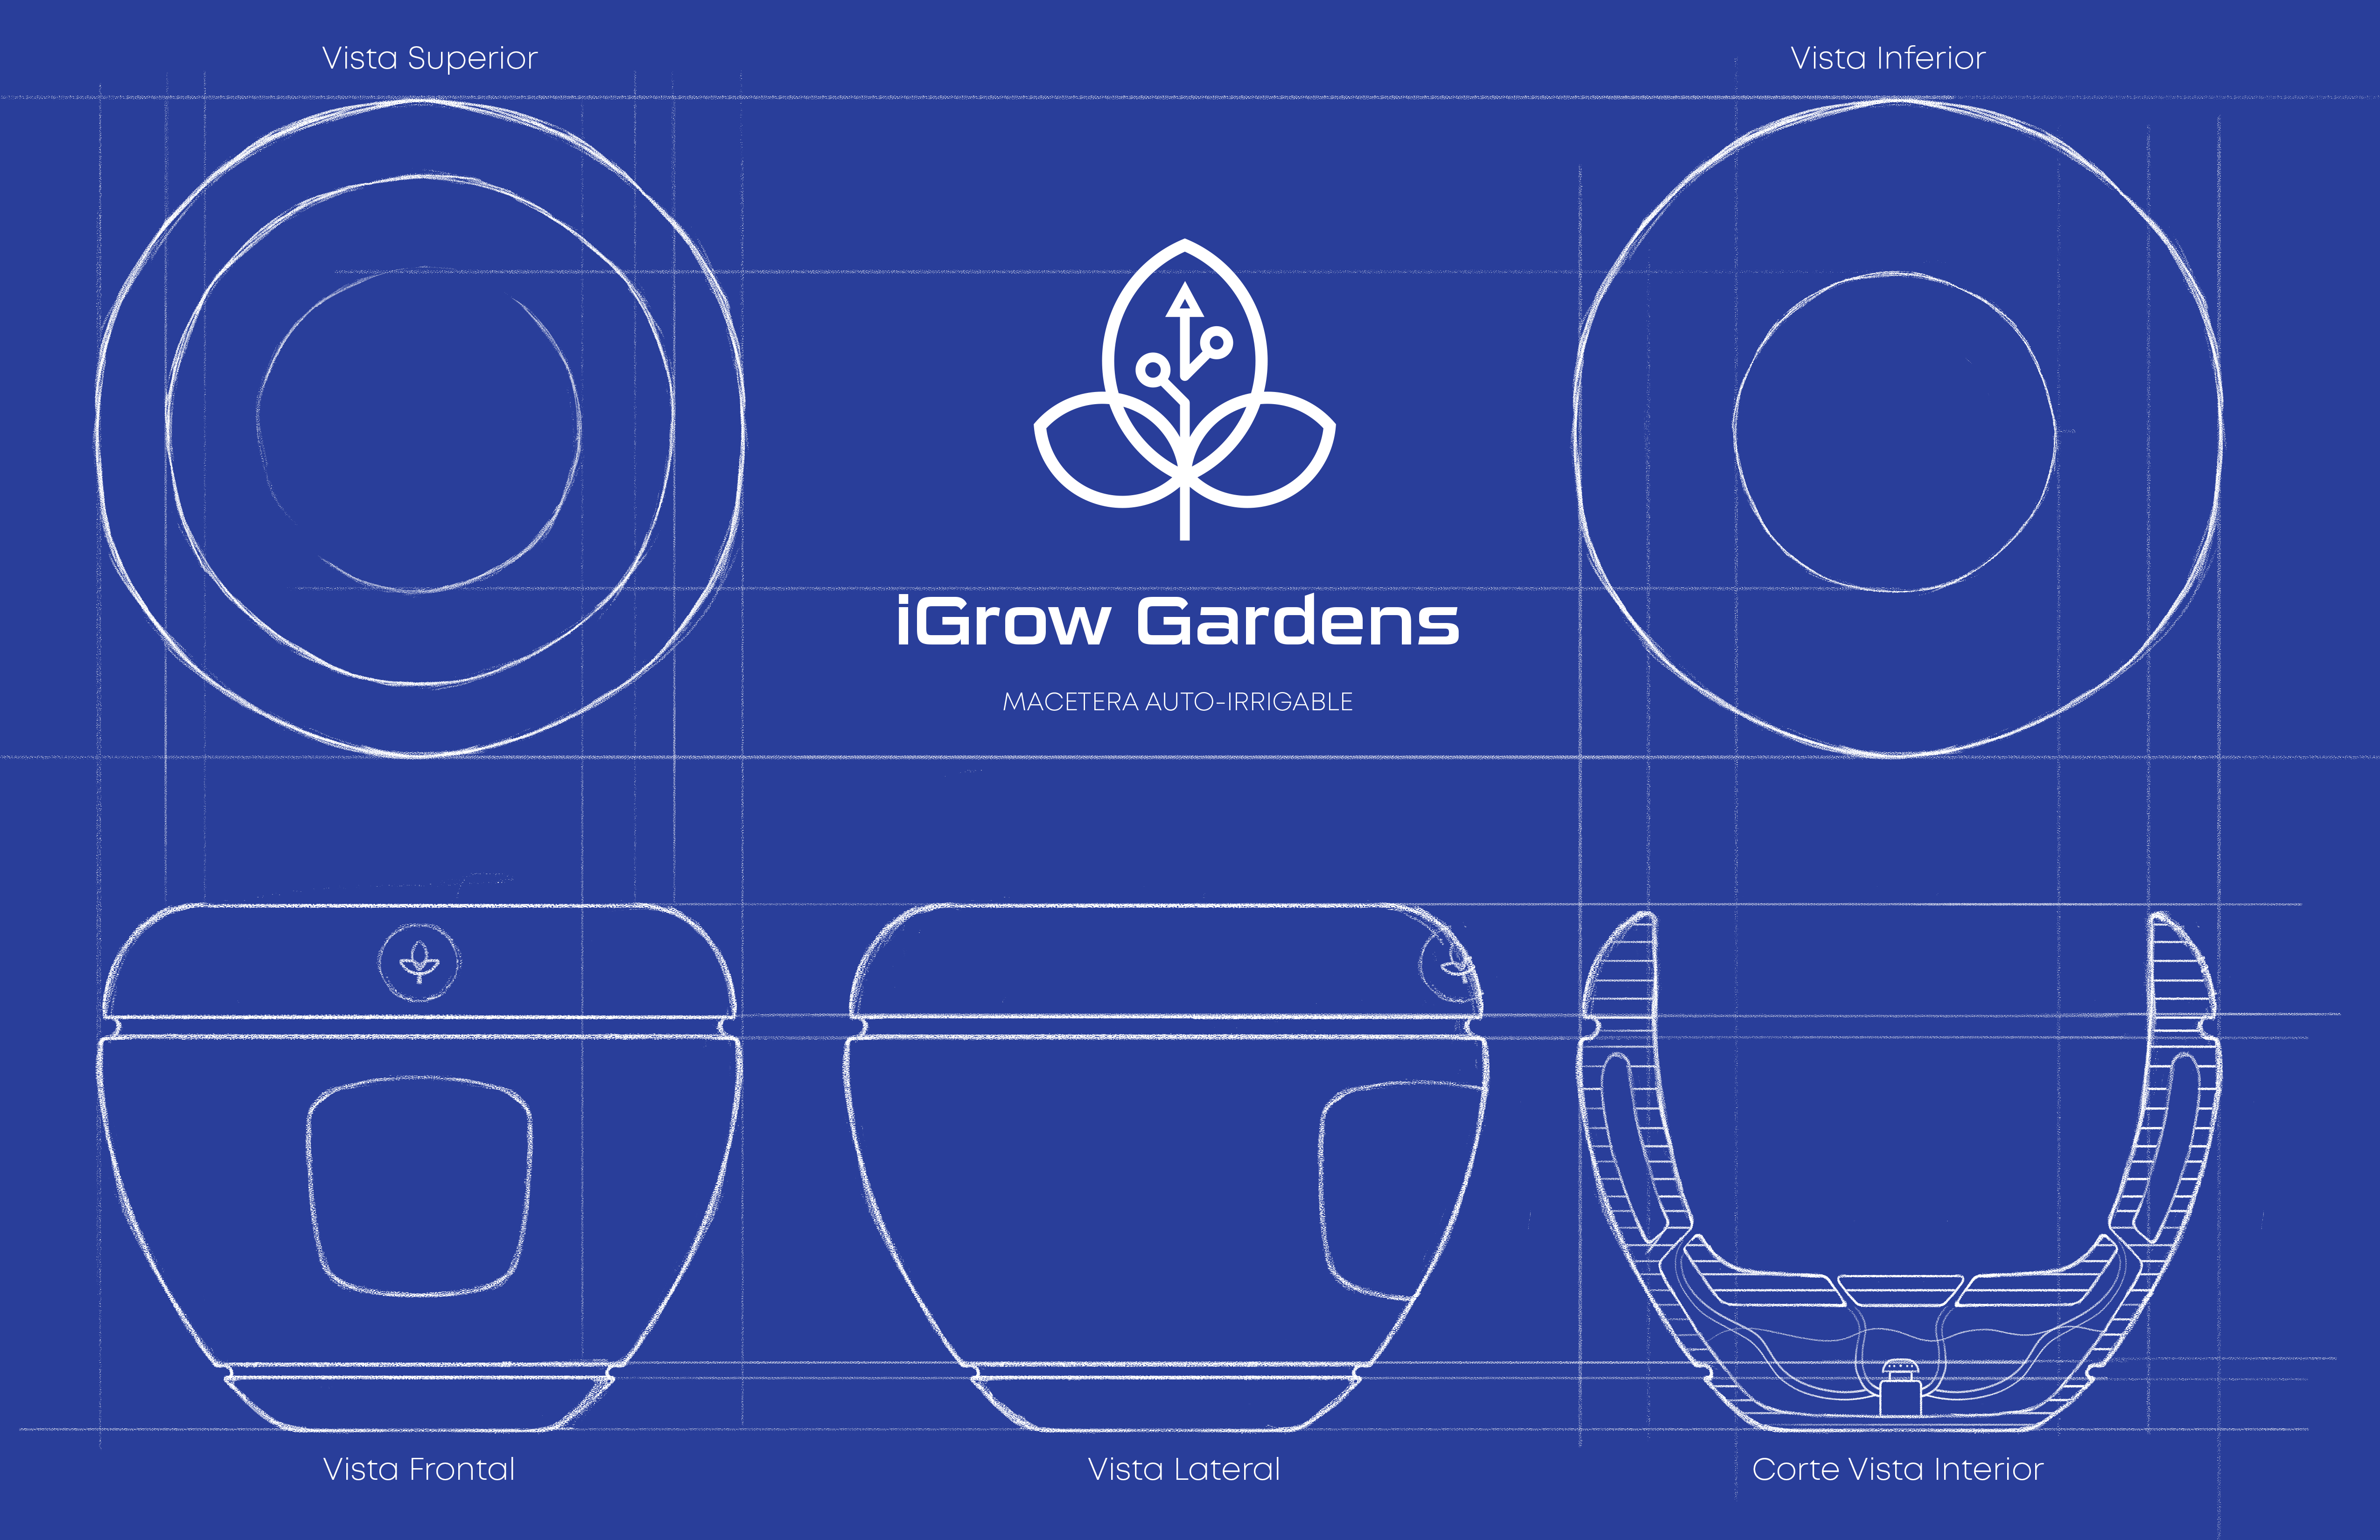 Vista Superior
Vista Inferior
iGrow Gardens
MACETERA AUTO-IRRIGABLE
Vista Frontal
Vista Lateral
Corte Vista Interior